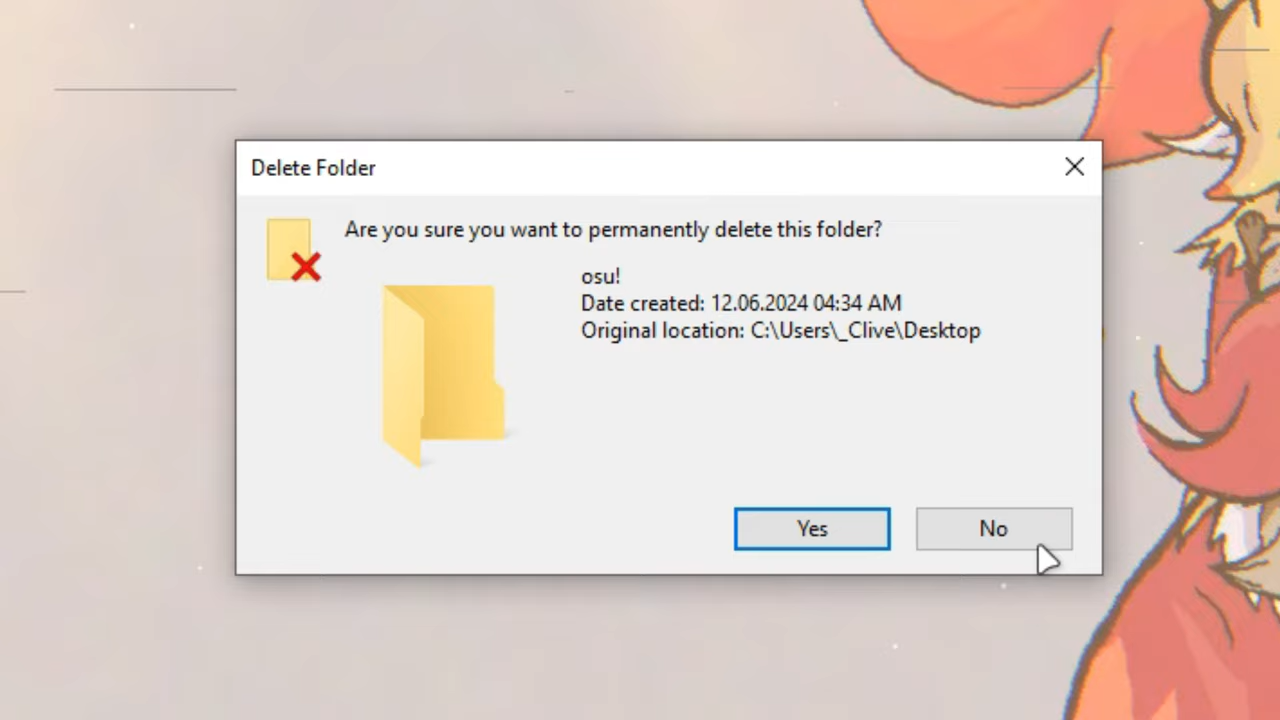 Delete Folder
Are you sure you want to permanently delete this folder?
osu!
Date created: 12.06.2024 04:34 AM
Original location: C:\Users\_Clive\Desktop
Yes
No